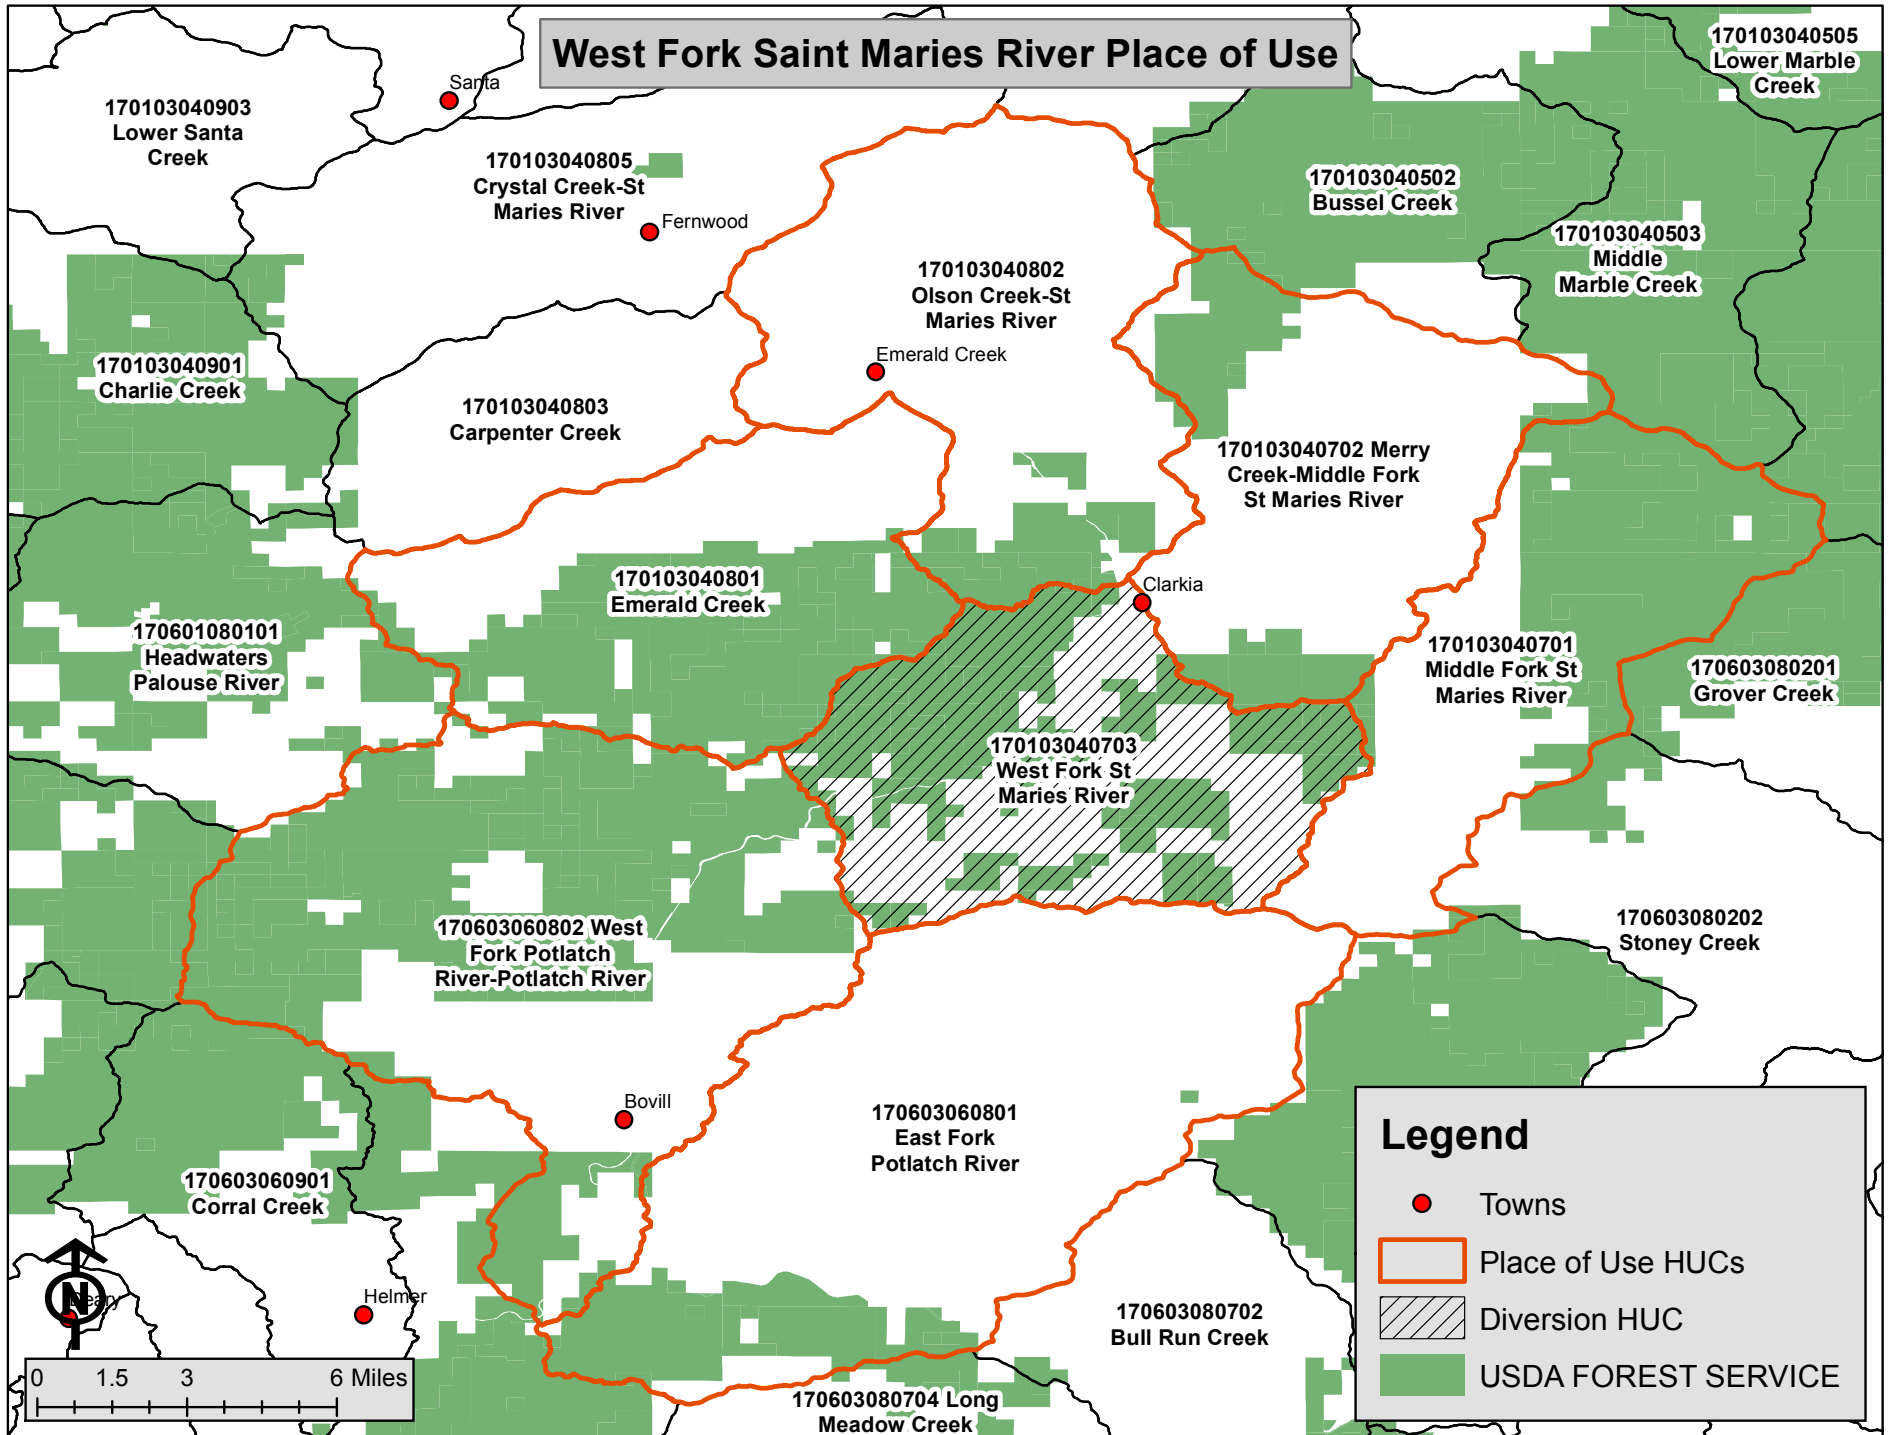 West Fork Saint Maries River Place of Use
170103040505
Lower Marble
Creek
Santa
170103040903
Lower Santa
Creek
170103040805
Crystal Creek-St
Maries River
Fernwood
170103040502
Bussel Creek
170103040503
Middle
Marble Creek
170103040802
Olson Creek-St
Maries River
Emerald Creek
170103040901
Charlie Creek
170103040803
Carpenter Creek
170103040702 Merry
Creek-Middle Fork
St Maries River
170103040801
Emerald Creek
Clarkia
170601080101
Headwaters
Palouse River
170103040701
Middle Fork St
Maries River
170603080201
Grover Creek
170103040703
West Fork St
Maries River
170603060802 West
Fork Potlatch
River-Potlatch River
170603080202
Stoney Creek
Bovill
170603060801
East Fork
Potlatch River
170603060901
Corral Creek
N
Deary
Helmer
170603080702
Bull Run Creek
1706603080704 Long
Meadow Creek
0 1.5 3 6 Miles
Legend
Towns
Place of Use HUCs
Diversion HUC
USDA FOREST SERVICE